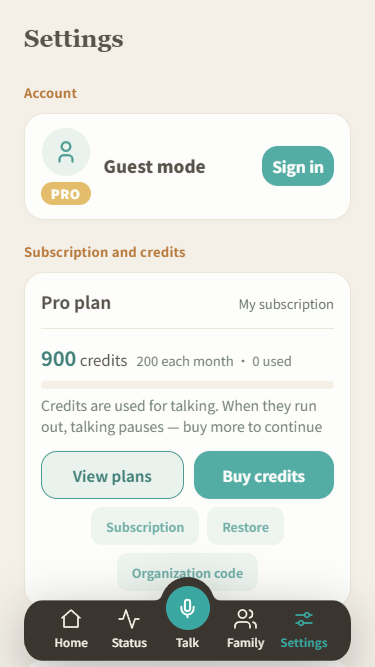 Settings
Account
Guest mode
Sign in
PRO
Subscription and credits
Pro plan
My subscription
900 credits 200 each month • 0 used
Credits are used for talking. When they run
out, talking pauses — buy more to continue
View plans
Buy credits
Subscription
Restore
Organization code
Home
Status
Talk
Family
Settings